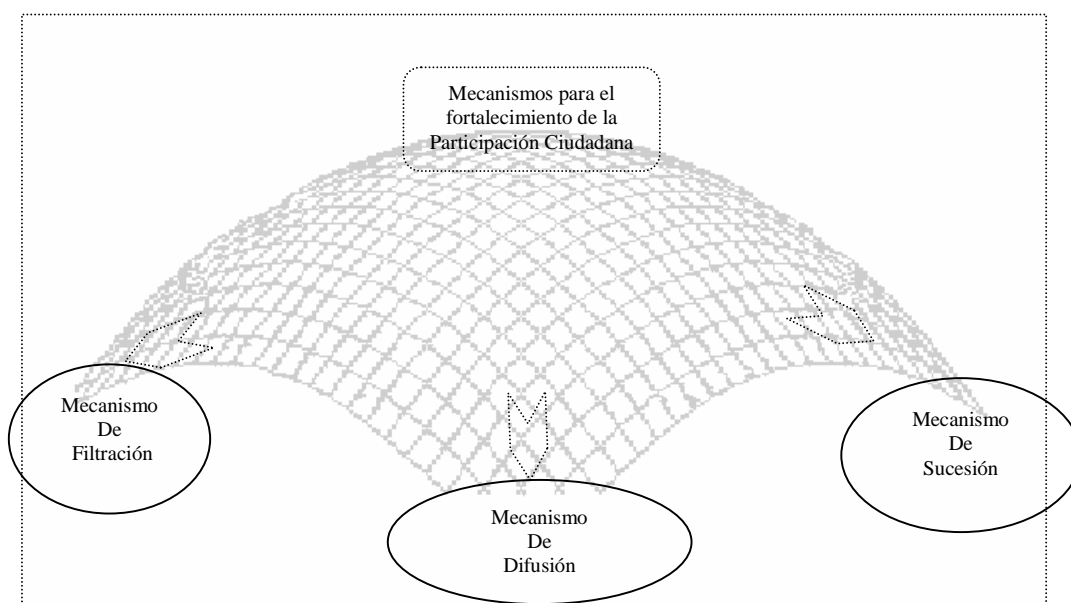 Mecanismos para el
fortalecimiento de la
Participación Ciudadana
Mecanismo
De
Filtración
Mecanismo
De
Difusión
Mecanismo
De
Sucesión